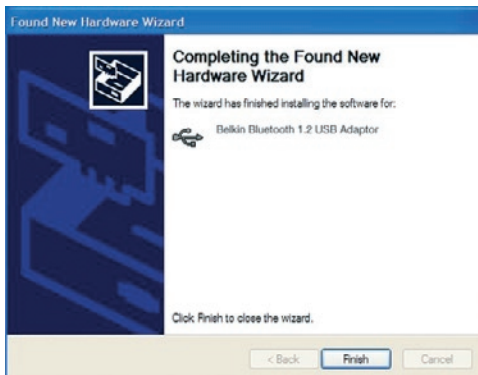 Found New Hardware Wizard
Completing the Found New
Hardware Wizard
The wizard has finished installing the software for:
Belkin Bluetooth 1.2 USB Adaptor
Click Finish to close the wizard.
< Back
Finish
Cancel